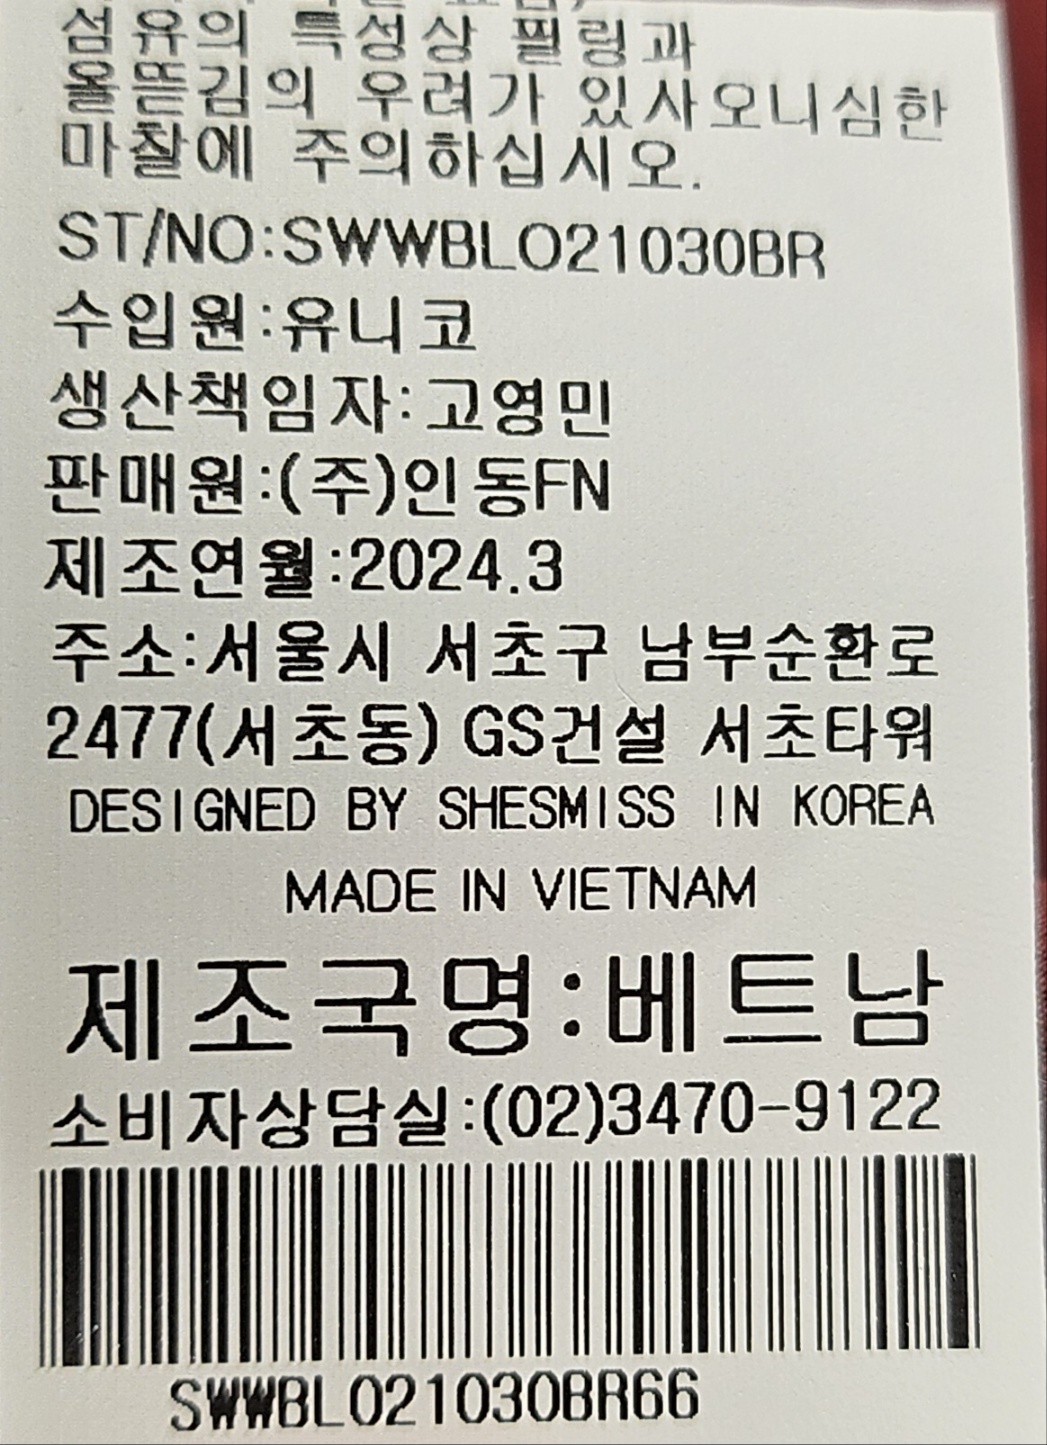 섬유의 특성상 필링과
올뜯김의 우려가 있사오니심한
마찰에 주의하십시오.
ST/NO:SWWBLO21030BR
수입원:유니코
생산책임자:고영민
판매원:(주)인동FN
제조연월:2024.3
주소:서울시 서초구 남부순환로
2477(서초동) GS건설 서초타워
DESIGNED BY SHESMISS IN KOREA
MADE IN VIETNAM
제조국명:베트남
소비자상담실:(02)3470-9122
SWWBLO21030BR66